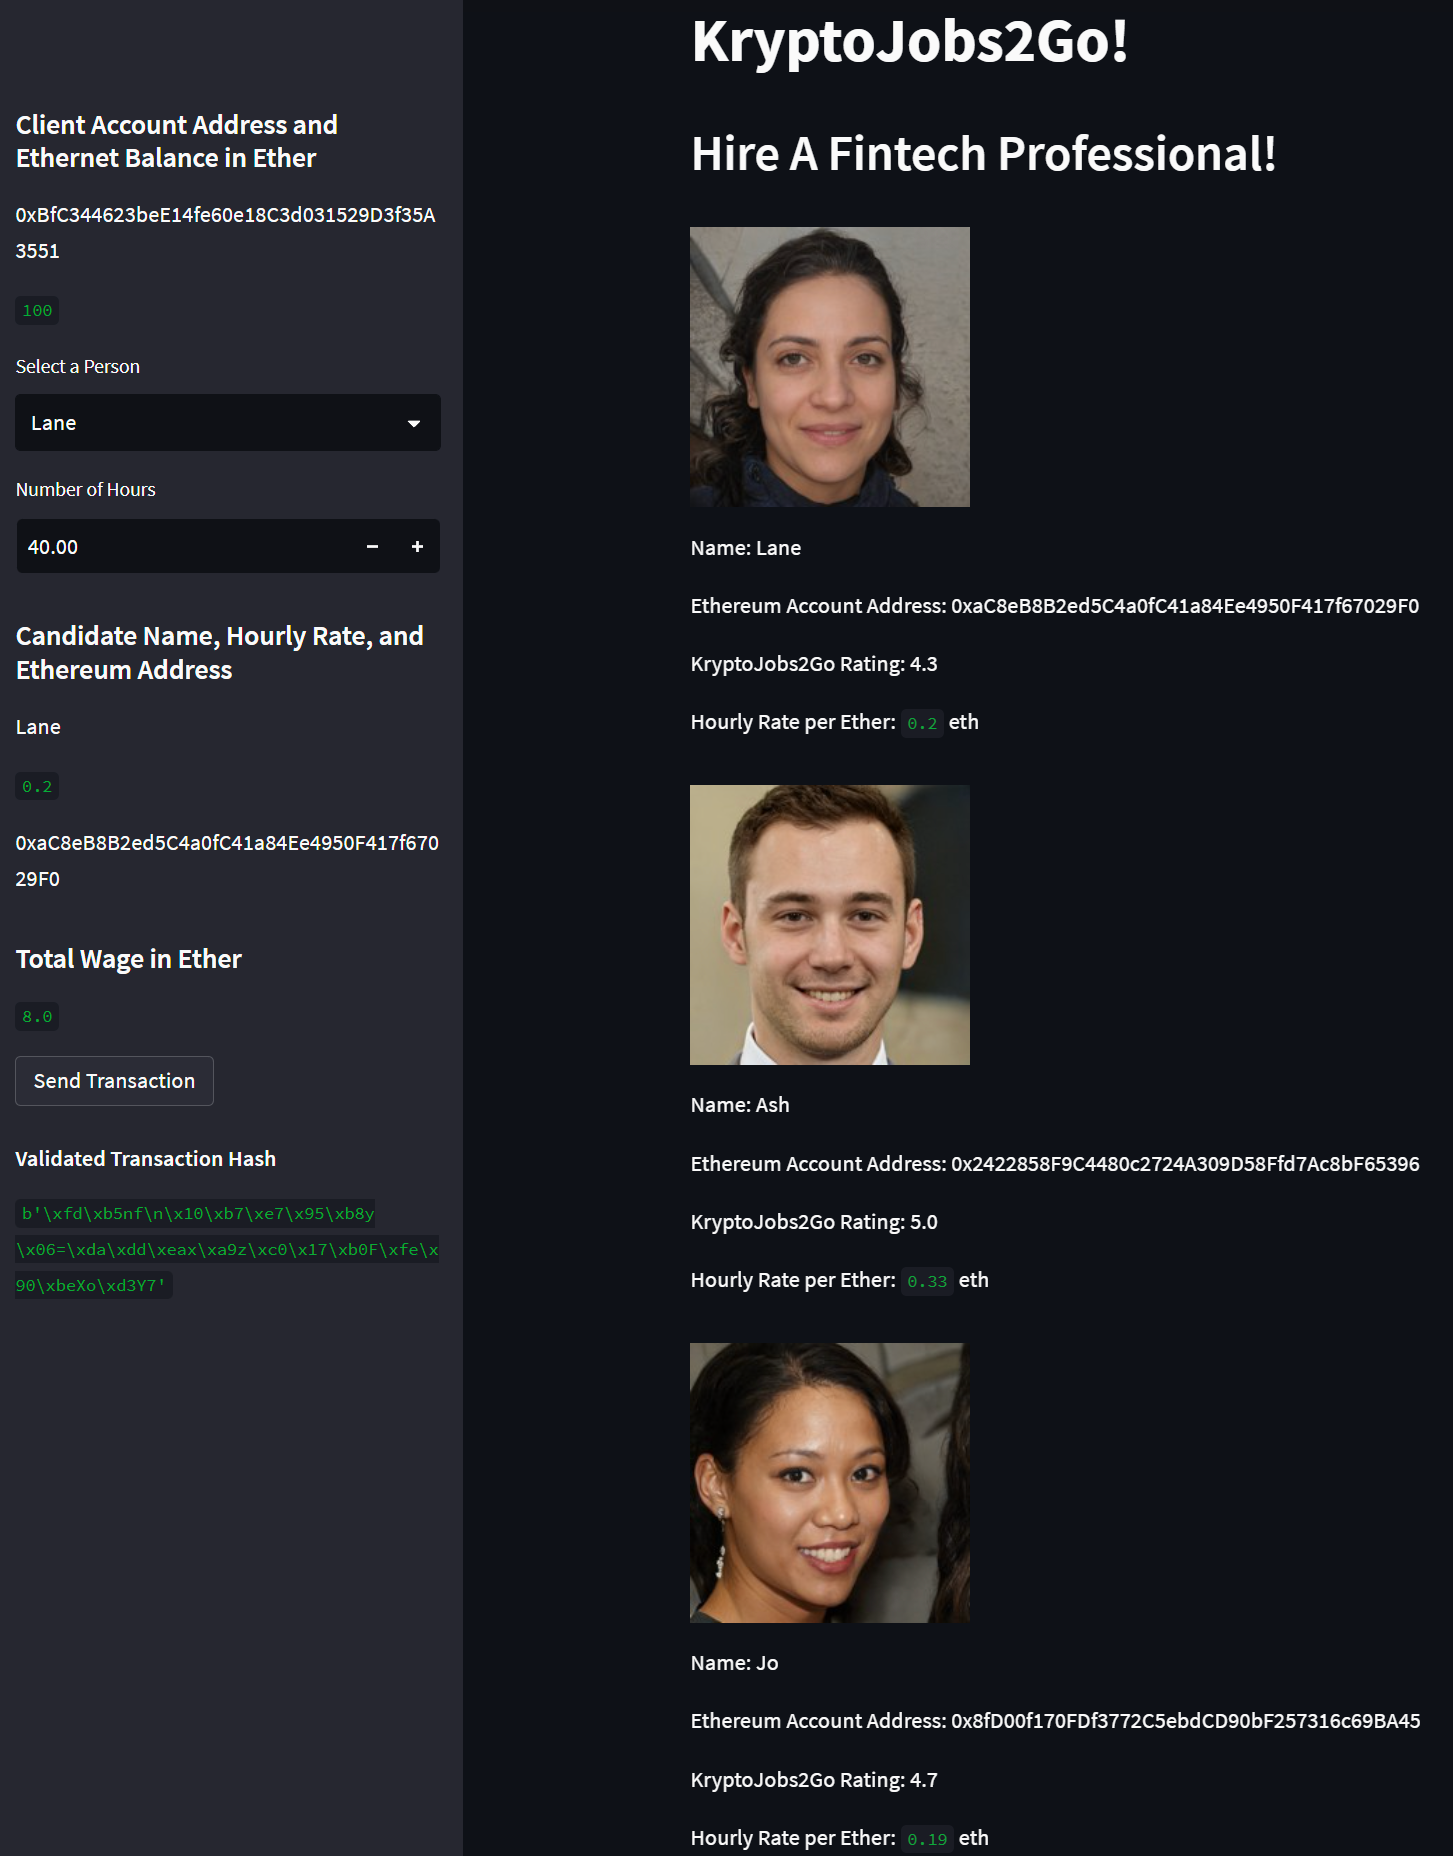 Client Account Address and
Ethernet Balance in Ether
0xBfC344623beE14fe60e18C3d031529D3f35A
3551
100
Select a Person
Lane
Number of Hours
40.00
Candidate Name, Hourly Rate, and
Ethereum Address
Lane
0.2
0xaC8eB8B2ed5C4a0fC41a84Ee4950F417f670
29F0
Total Wage in Ether
8.0
Send Transaction
Validated Transaction Hash
b'\xfd\xb5nf\n\x10\xb7\xe7\x95\xb8y
\x06=\xda\xdd\xeax\xa9z\xc0\x17\xb0F\xfe\x
90\xbeXo\xd3Y7'
KryptoJobs2Go!
Hire A Fintech Professional!
Name: Lane
Ethereum Account Address: 0xaC8eB8B2ed5C4a0fC41a84Ee4950F417f67029F0
KryptoJobs2Go Rating: 4.3
Hourly Rate per Ether: 0.2 eth
Name: Ash
Ethereum Account Address: 0x2422858F9C4480c2724A309D58Ffd7Ac8bF65396
KryptoJobs2Go Rating: 5.0
Hourly Rate per Ether: 0.33 eth
Name: Jo
Ethereum Account Address: 0x8fD00f170FDf3772C5ebdCD90bF257316c69BA45
KryptoJobs2Go Rating: 4.7
Hourly Rate per Ether: 0.19 eth